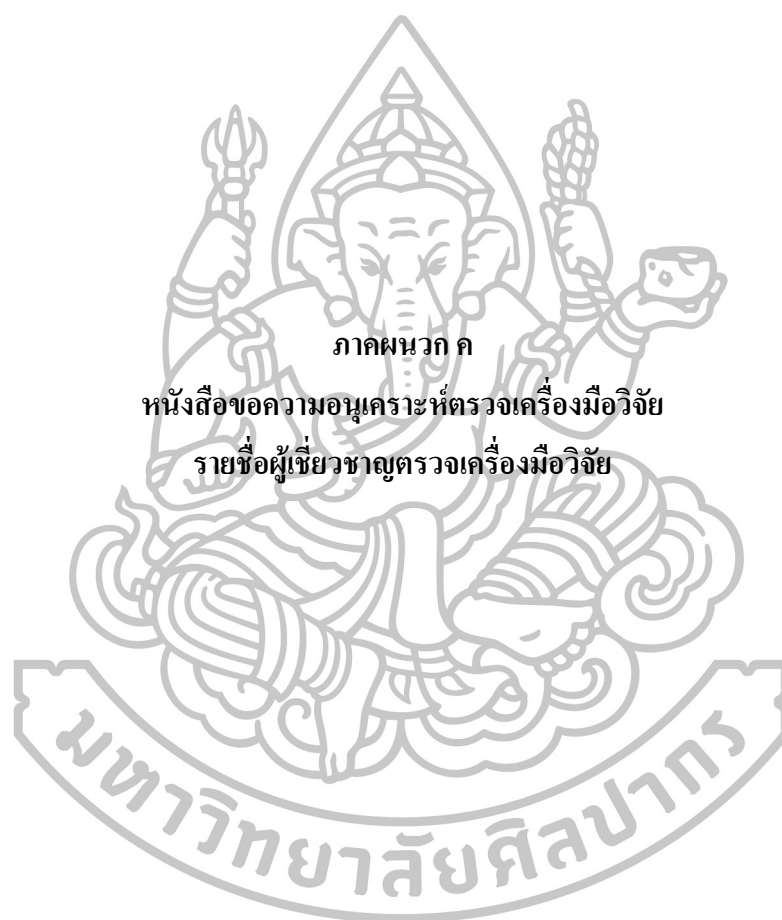 ภาคผนวก ค
หนังสือขอความอนุเคราะห์ตรวจเครื่องมือวิจัย
รายชื่อผู้เชี่ยวชาญตรวจเครื่องมือวิจัย
มหาวิทยาลัยศิลปากร